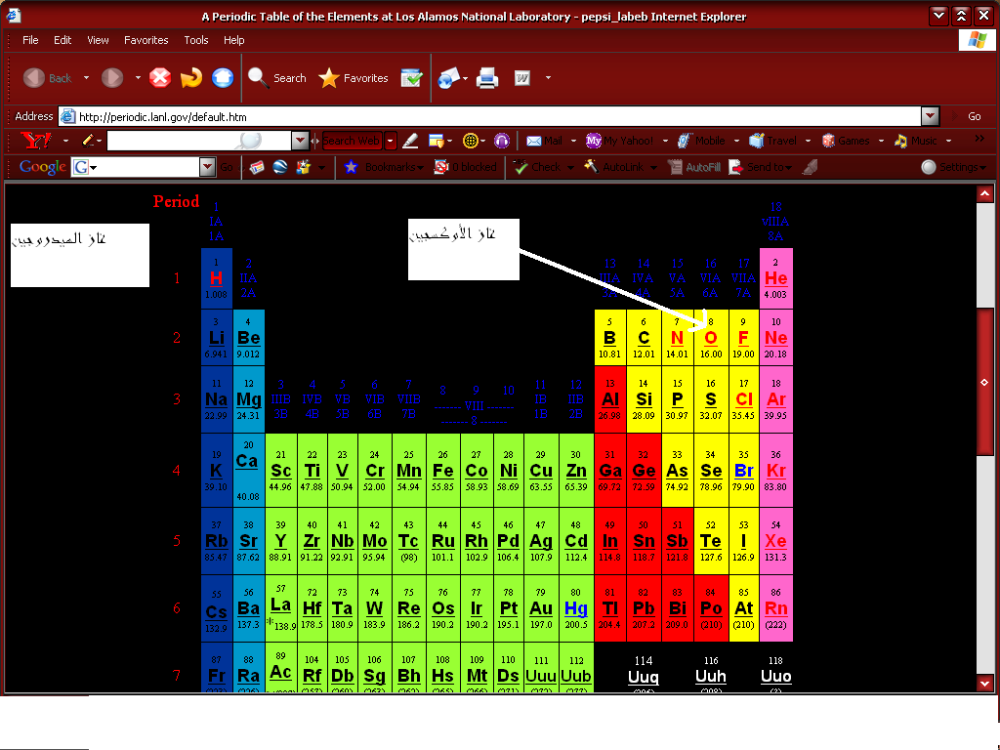 A Periodic Table of the Elements at Los Alamos National Laboratory - pepsi_labeb Internet Explorer
File Edit View Favorites Tools Help
Back Search Favorites
Address http://periodic.lanl.gov/default.htm Go
Y! Search Web Mail My Yahoo! Mobile Travel Games Music
Google G Go Bookmarks 0 blocked Check AutoLink AutoFill Send to Settings
Period 1 18
IA VIIIA
1A 8A
غاز الهيدروجين
غاز الأوكسجين
1 2 13 14 15 16 17 2
1 H IIA IIIA IVA VA VIA VIIA He
1.008 2A 3A 4A 5A 6A 7A 4.003
3 4 5 6 7 8 9 10
2 Li Be B C N O F Ne
6.941 9.012 10.81 12.01 14.01 16.00 19.00 20.18
11 12 3 4 5 6 7 8 9 10 11 12 13 14 15 16 17 18
3 Na Mg IIIB IVB VB VIB VIIB ------- VIII ------- IB IIB Al Si P S Cl Ar
22.99 24.31 3B 4B 5B 6B 7B ------- 8 ------- 1B 2B 26.98 28.09 30.97 32.07 35.45 39.95
19 20 21 22 23 24 25 26 27 28 29 30 31 32 33 34 35 36
4 K Ca Sc Ti V Cr Mn Fe Co Ni Cu Zn Ga Ge As Se Br Kr
39.10 40.08 44.96 47.88 50.94 52.00 54.94 55.85 58.93 58.69 63.55 65.39 69.72 72.59 74.92 78.96 79.90 83.80
37 38 39 40 41 42 43 44 45 46 47 48 49 50 51 52 53 54
5 Rb Sr Y Zr Nb Mo Tc Ru Rh Pd Ag Cd In Sn Sb Te I Xe
85.47 87.62 88.91 91.22 92.91 95.94 (98) 101.1 102.9 106.4 107.9 112.4 114.8 118.7 121.8 127.6 126.9 131.3
55 56 57 72 73 74 75 76 77 78 79 80 81 82 83 84 85 86
6 Cs Ba La Hf Ta W Re Os Ir Pt Au Hg Tl Pb Bi Po At Rn
132.9 137.3 *138.9 178.5 180.9 183.9 186.2 190.2 190.2 195.1 197.0 200.5 204.4 207.2 209.0 (210) (210) (222)
87 88 89 104 105 106 107 108 109 110 111 112 114 116 118
7 Fr Ra Ac Rf Db Sg Bh Hs Mt Ds Uuu Uub Uuq Uuh Uuo